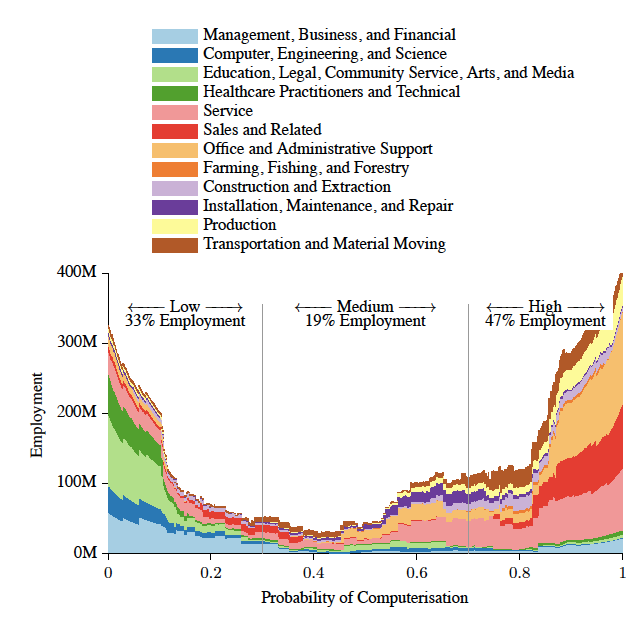 Management, Business, and Financial
Computer, Engineering, and Science
Education, Legal, Community Service, Arts, and Media
Healthcare Practitioners and Technical
Service
Sales and Related
Office and Administrative Support
Farming, Fishing, and Forestry
Construction and Extraction
Installation, Maintenance, and Repair
Production
Transportation and Material Moving
400M
←— Low —→
33% Employment
←— Medium —→
19% Employment
←— High —→
47% Employment
300M
200M
100M
0M
Employment
0
0.2
0.4
0.6
0.8
1
Probability of Computerisation